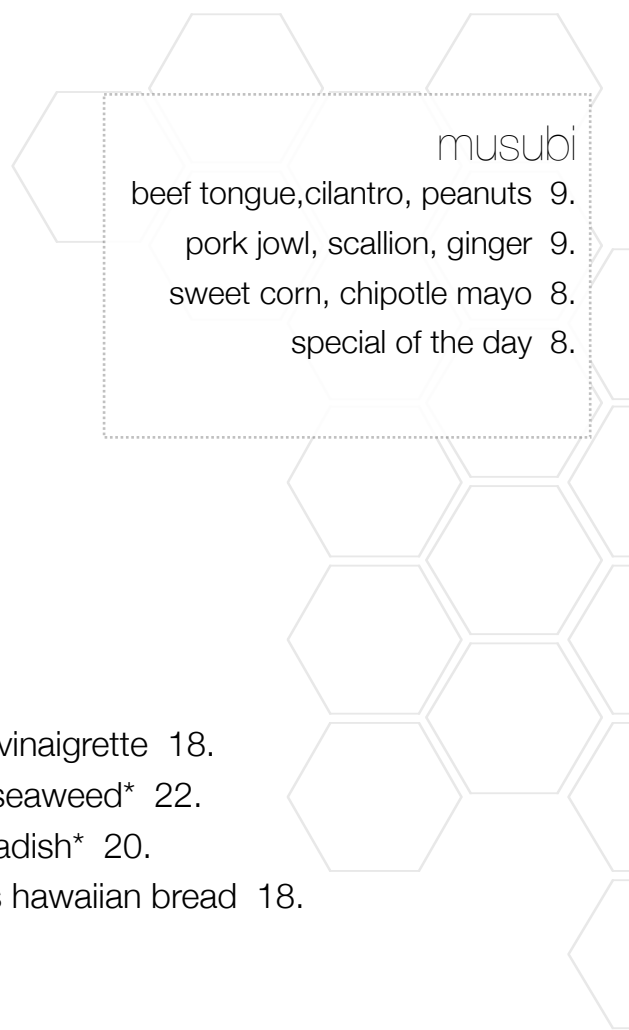 musubi
beef tongue,cilantro, peanuts 9.
pork jowl, scallion, ginger 9.
sweet corn, chipotle mayo 8.
special of the day 8.
vinaigrette 18.
seaweed* 22.
adish* 20.
s hawaiian bread 18.